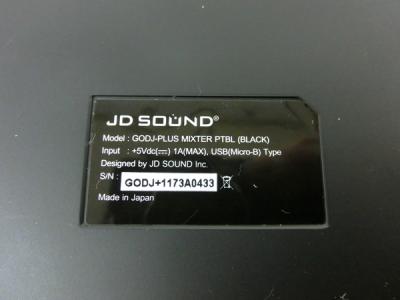 JD SOUND®
Model : GODJ-PLUS MIXTER PTBL (BLACK)
Input : +5Vdc(⎓) 1A(MAX), USB(Micro-B) Type
Designed by JD SOUND Inc.
S/N : GODJ+1173A0433
Made in Japan